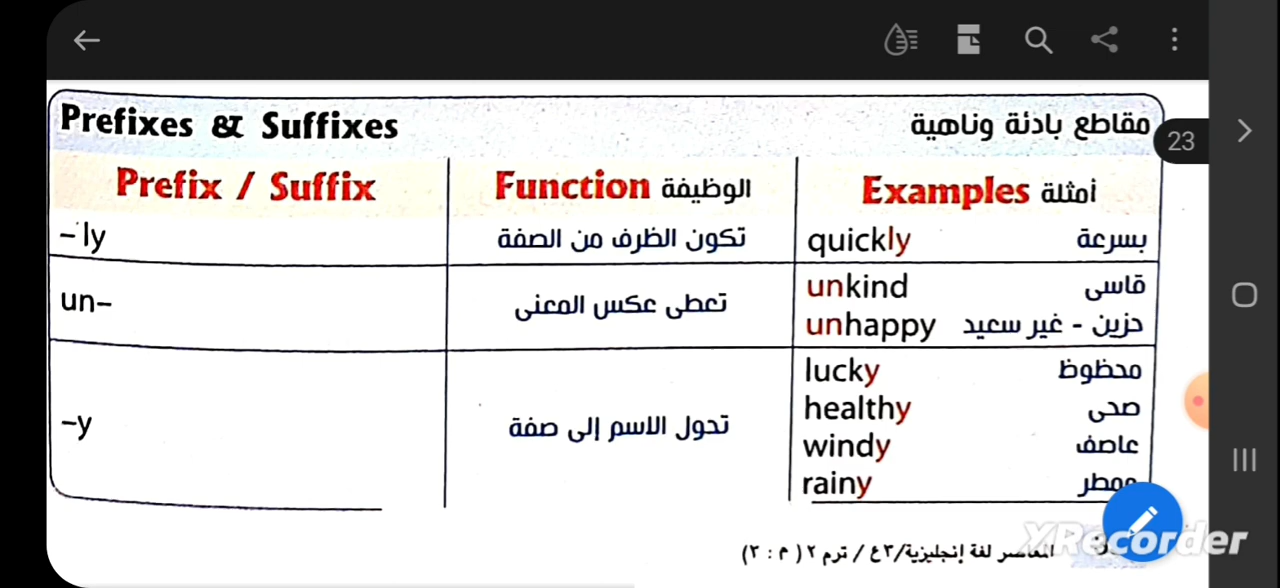 23
Prefixes & Suffixes مقاطع بادئة وناهية
Prefix / Suffix Function الوظيفة Examples أمثلة
–ly تكون الظرف من الصفة quickly بسرعة
un– تعطى عكس المعنى unkind قاسى
unhappy حزين - غير سعيد
–y تحول الاسم إلى صفة lucky محظوظ
healthy صحى
windy عاصف
rainy ممطر
لغة إنجليزية/٣ع / ترم ٢ (م : ٣)
XRecorder